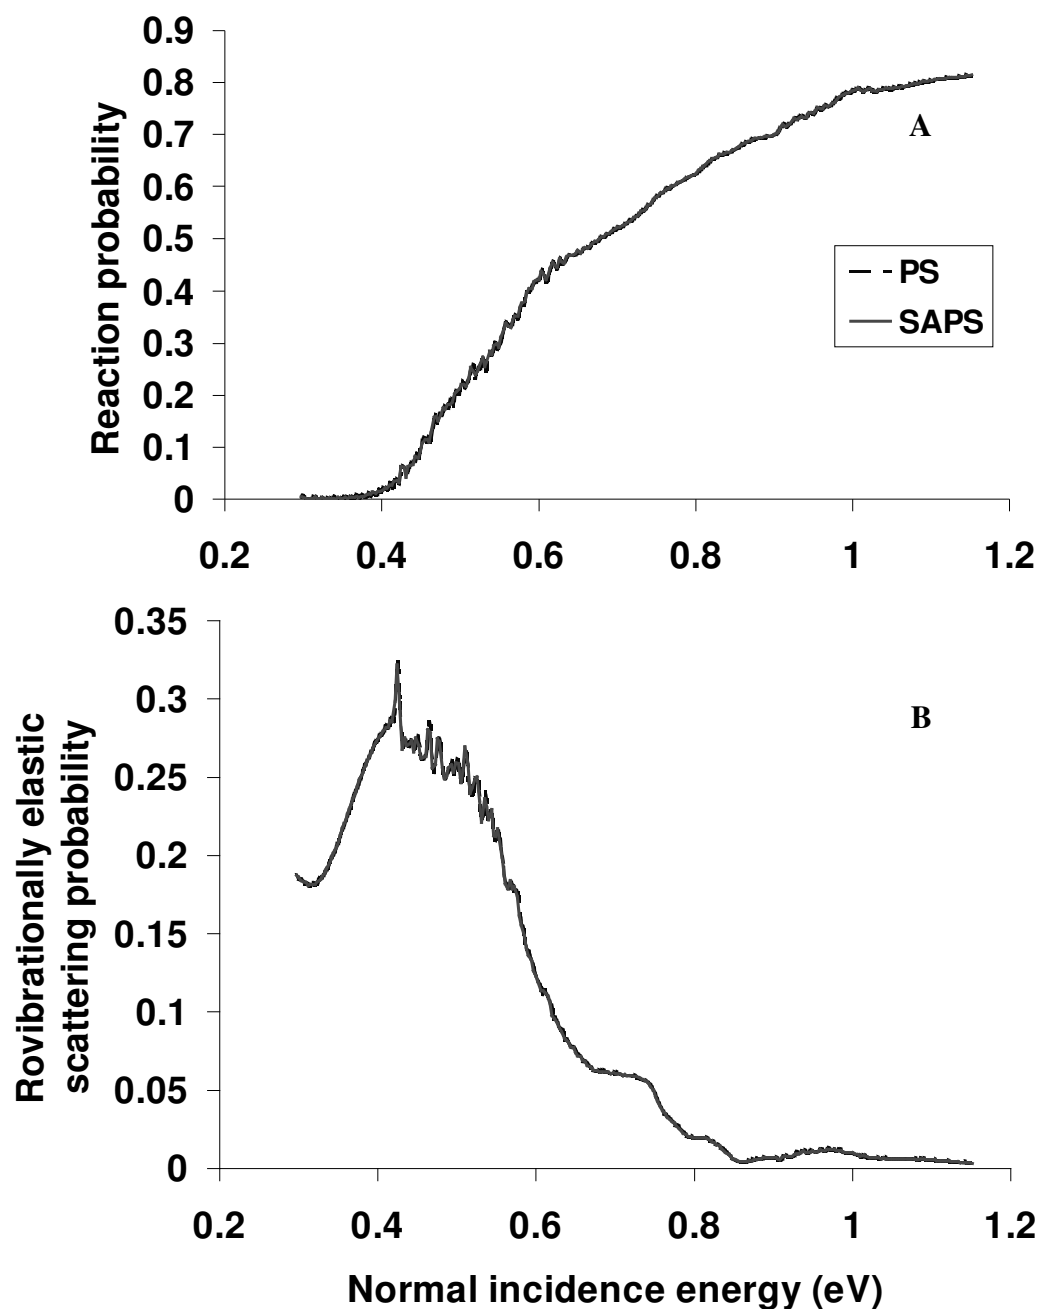 0.9
0.8
0.7
0.6
0.5
0.4
0.3
0.2
0.1
0
Reaction probability
A
PS
SAPS
0.2 0.4 0.6 0.8 1 1.2
0.35
0.3
0.25
0.2
0.15
0.1
0.05
0
Rovibrationally elastic
scattering probability
B
0.2 0.4 0.6 0.8 1 1.2
Normal incidence energy (eV)